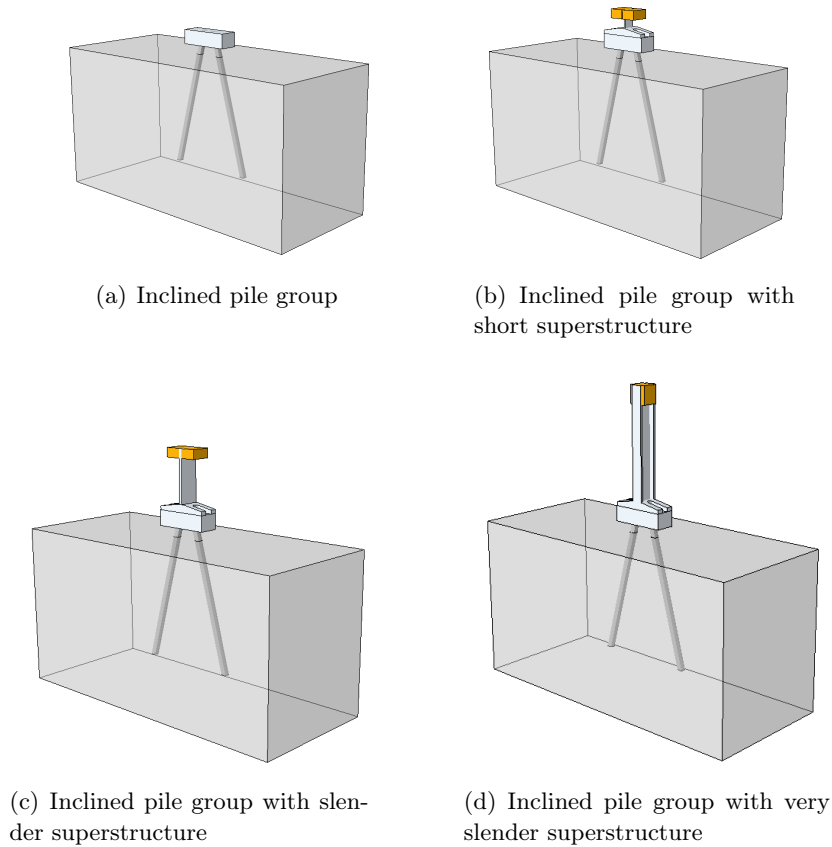 (a) Inclined pile group
(b) Inclined pile group with
short superstructure
(c) Inclined pile group with slen-
der superstructure
(d) Inclined pile group with very
slender superstructure